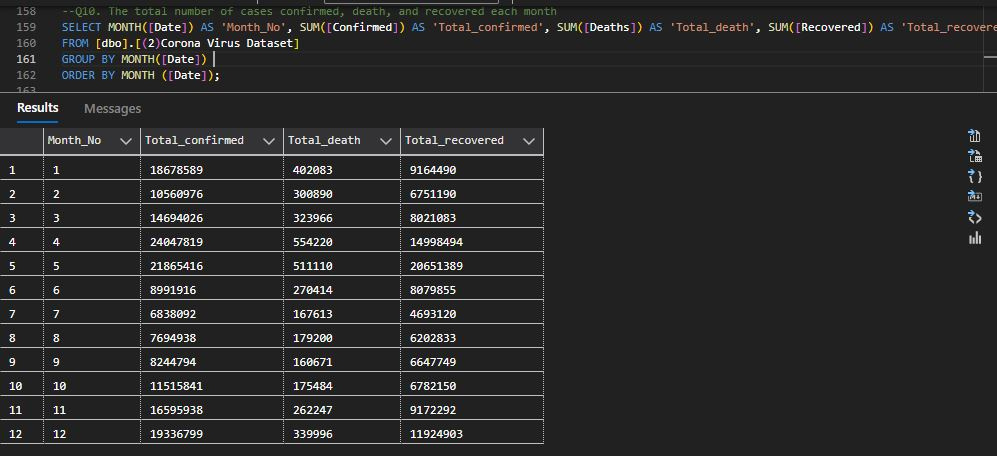 158 --Q10. The total number of cases confirmed, death, and recovered each month
159 SELECT MONTH([Date]) AS 'Month_No', SUM([Confirmed]) AS 'Total_confirmed', SUM([Deaths]) AS 'Total_death', SUM([Recovered]) AS 'Total_recovere
160 FROM [dbo].[(2)Corona Virus Dataset]
161 GROUP BY MONTH([Date])
162 ORDER BY MONTH ([Date]);
163
Results Messages
Month_No Total_confirmed Total_death Total_recovered
1 1 18678589 402083 9164490
2 2 10560976 300890 6751190
3 3 14694026 323966 8021083
4 4 24047819 554220 14998494
5 5 21865416 511110 20651389
6 6 8991916 270414 8079855
7 7 6838092 167613 4693120
8 8 7694938 179200 6202833
9 9 8244794 160671 6647749
10 10 11515841 175484 6782150
11 11 16595938 262247 9172292
12 12 19336799 339996 11924903